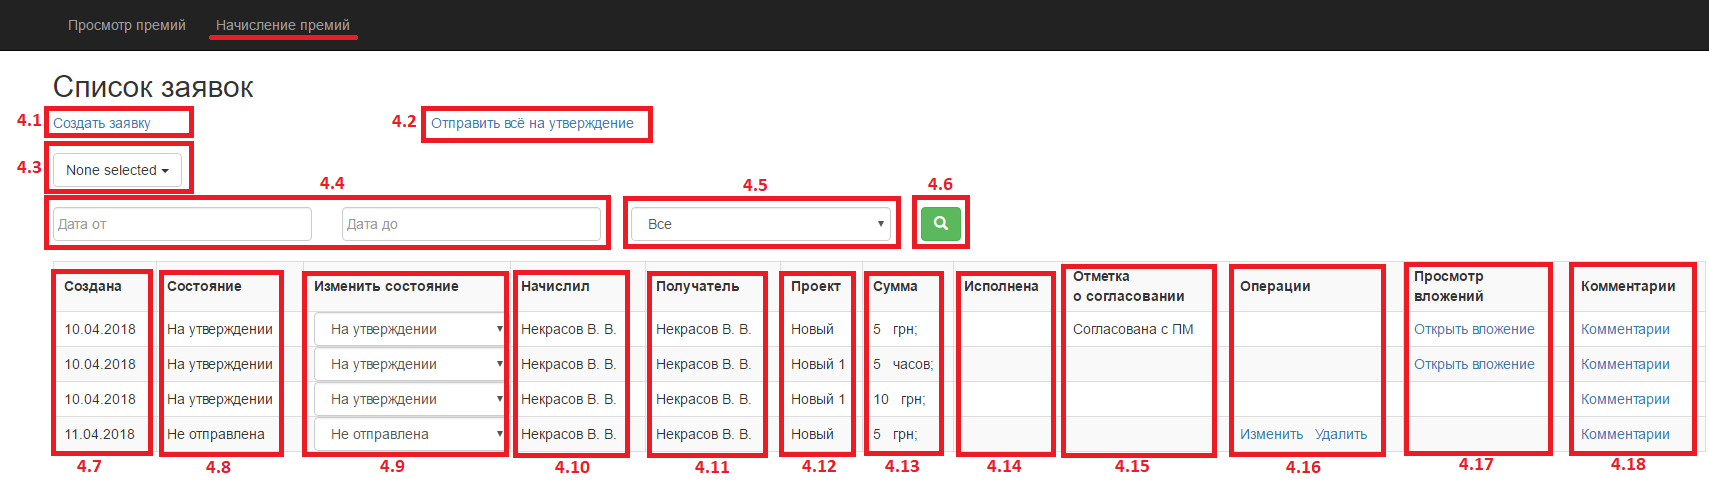 Просмотр премий Начисление премий
Список заявок
4.1 Создать заявку 4.2 Отправить всё на утверждение
4.3 None selected
4.4 4.5 4.6
Дата от Дата до Все
Создана Состояние Изменить состояние Начислил Получатель Проект Сумма Исполнена Отметка о согласовании Операции Просмотр вложений Комментарии
10.04.2018 На утверждении На утверждении Некрасов В. В. Некрасов В. В. Новый 5 грн; Согласована с ПМ Открыть вложение Комментарии
10.04.2018 На утверждении На утверждении Некрасов В. В. Некрасов В. В. Новый 1 5 часов; Открыть вложение Комментарии
10.04.2018 На утверждении На утверждении Некрасов В. В. Некрасов В. В. Новый 1 10 грн; Комментарии
11.04.2018 Не отправлена Не отправлена Некрасов В. В. Некрасов В. В. Новый 5 грн; Изменить Удалить Комментарии
4.7 4.8 4.9 4.10 4.11 4.12 4.13 4.14 4.15 4.16 4.17 4.18